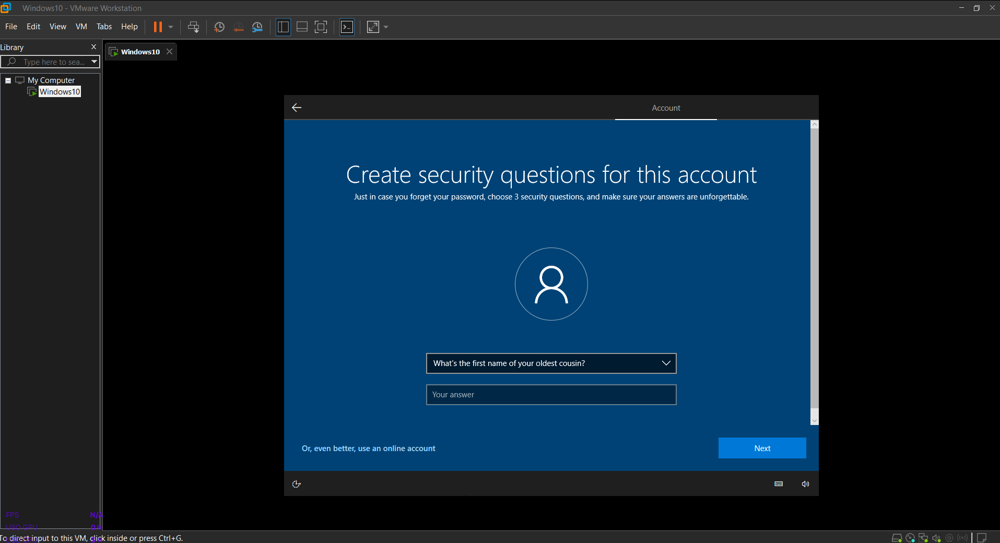 Windows10 - VMware Workstation
File Edit View VM Tabs Help
Library
Type here to sea...
My Computer
Windows10
Windows10
Account
Create security questions for this account
Just in case you forget your password, choose 3 security questions, and make sure your answers are unforgettable.
What's the first name of your oldest cousin?
Your answer
Or, even better, use an online account
Next
FPS N/A
USO GPU 0 %
To direct input to this VM, click inside or press Ctrl+G.